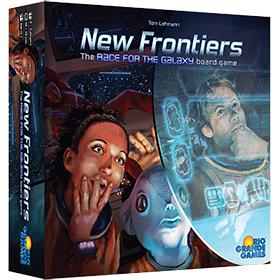 Tom Lehmann
New Frontiers
The RACE FOR THE GALAXY board game
New Frontiers
RIO
GRANDE
GAMES